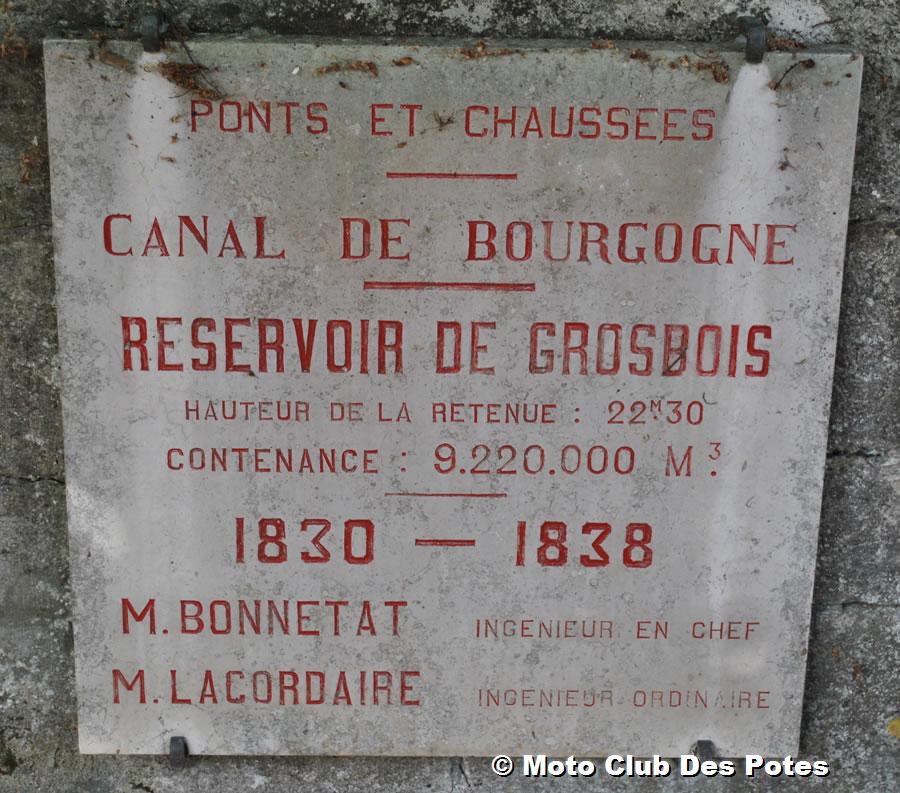 PONTS ET CHAUSSEES
CANAL DE BOURGOGNE
RESERVOIR DE GROSBOIS
HAUTEUR DE LA RETENUE : 22ᴹ30
CONTENANCE : 9.220.000 M³.
1830 — 1838
M. BONNETAT INGENIEUR EN CHEF
M. LACORDAIRE INGENIEUR ORDINAIRE
© Moto Club Des Potes